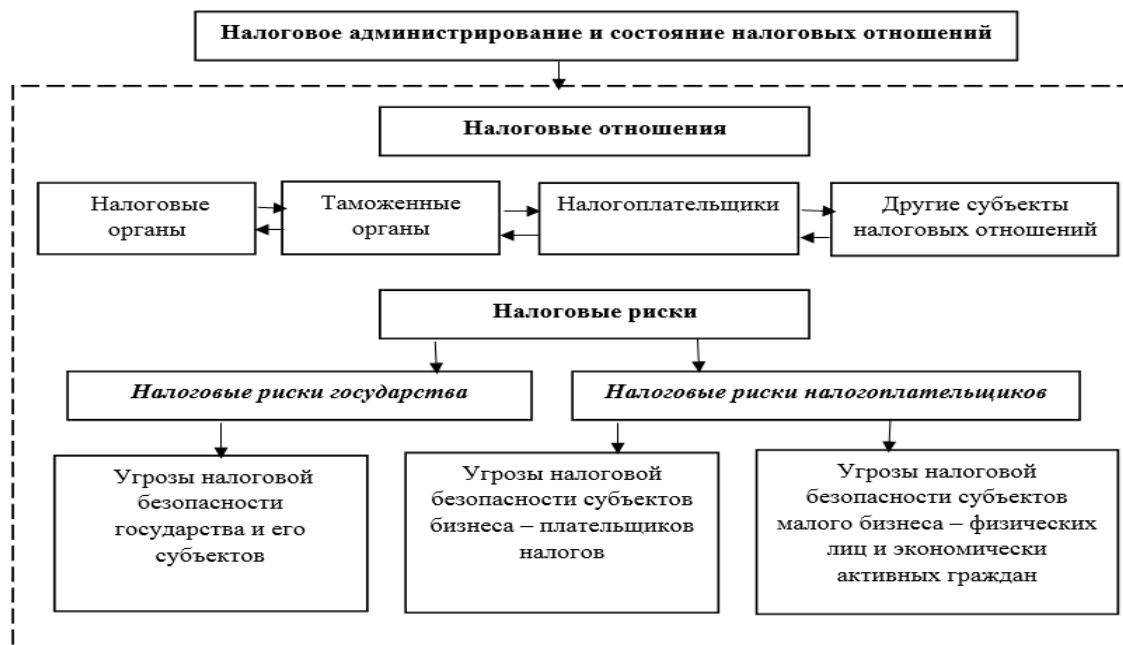 Налоговое администрирование и состояние налоговых отношений
Налоговые отношения
Налоговые
органы
Таможенные
органы
Налогоплательщики
Другие субъекты
налоговых отношений
Налоговые риски
Налоговые риски государства
Налоговые риски налогоплательщиков
Угрозы налоговой
безопасности
государства и его
субъектов
Угрозы налоговой
безопасности субъектов
бизнеса – плательщиков
налогов
Угрозы налоговой
безопасности субъектов
малого бизнеса – физических
лиц и экономически
активных граждан